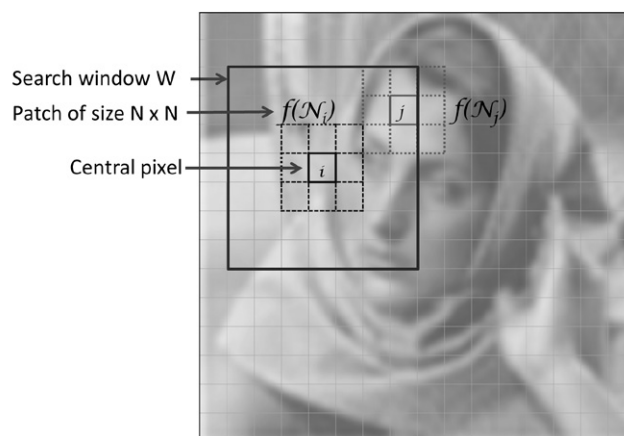 Search window W
Patch of size N x N
f(𝒩i)
j
f(𝒩j)
Central pixel
i